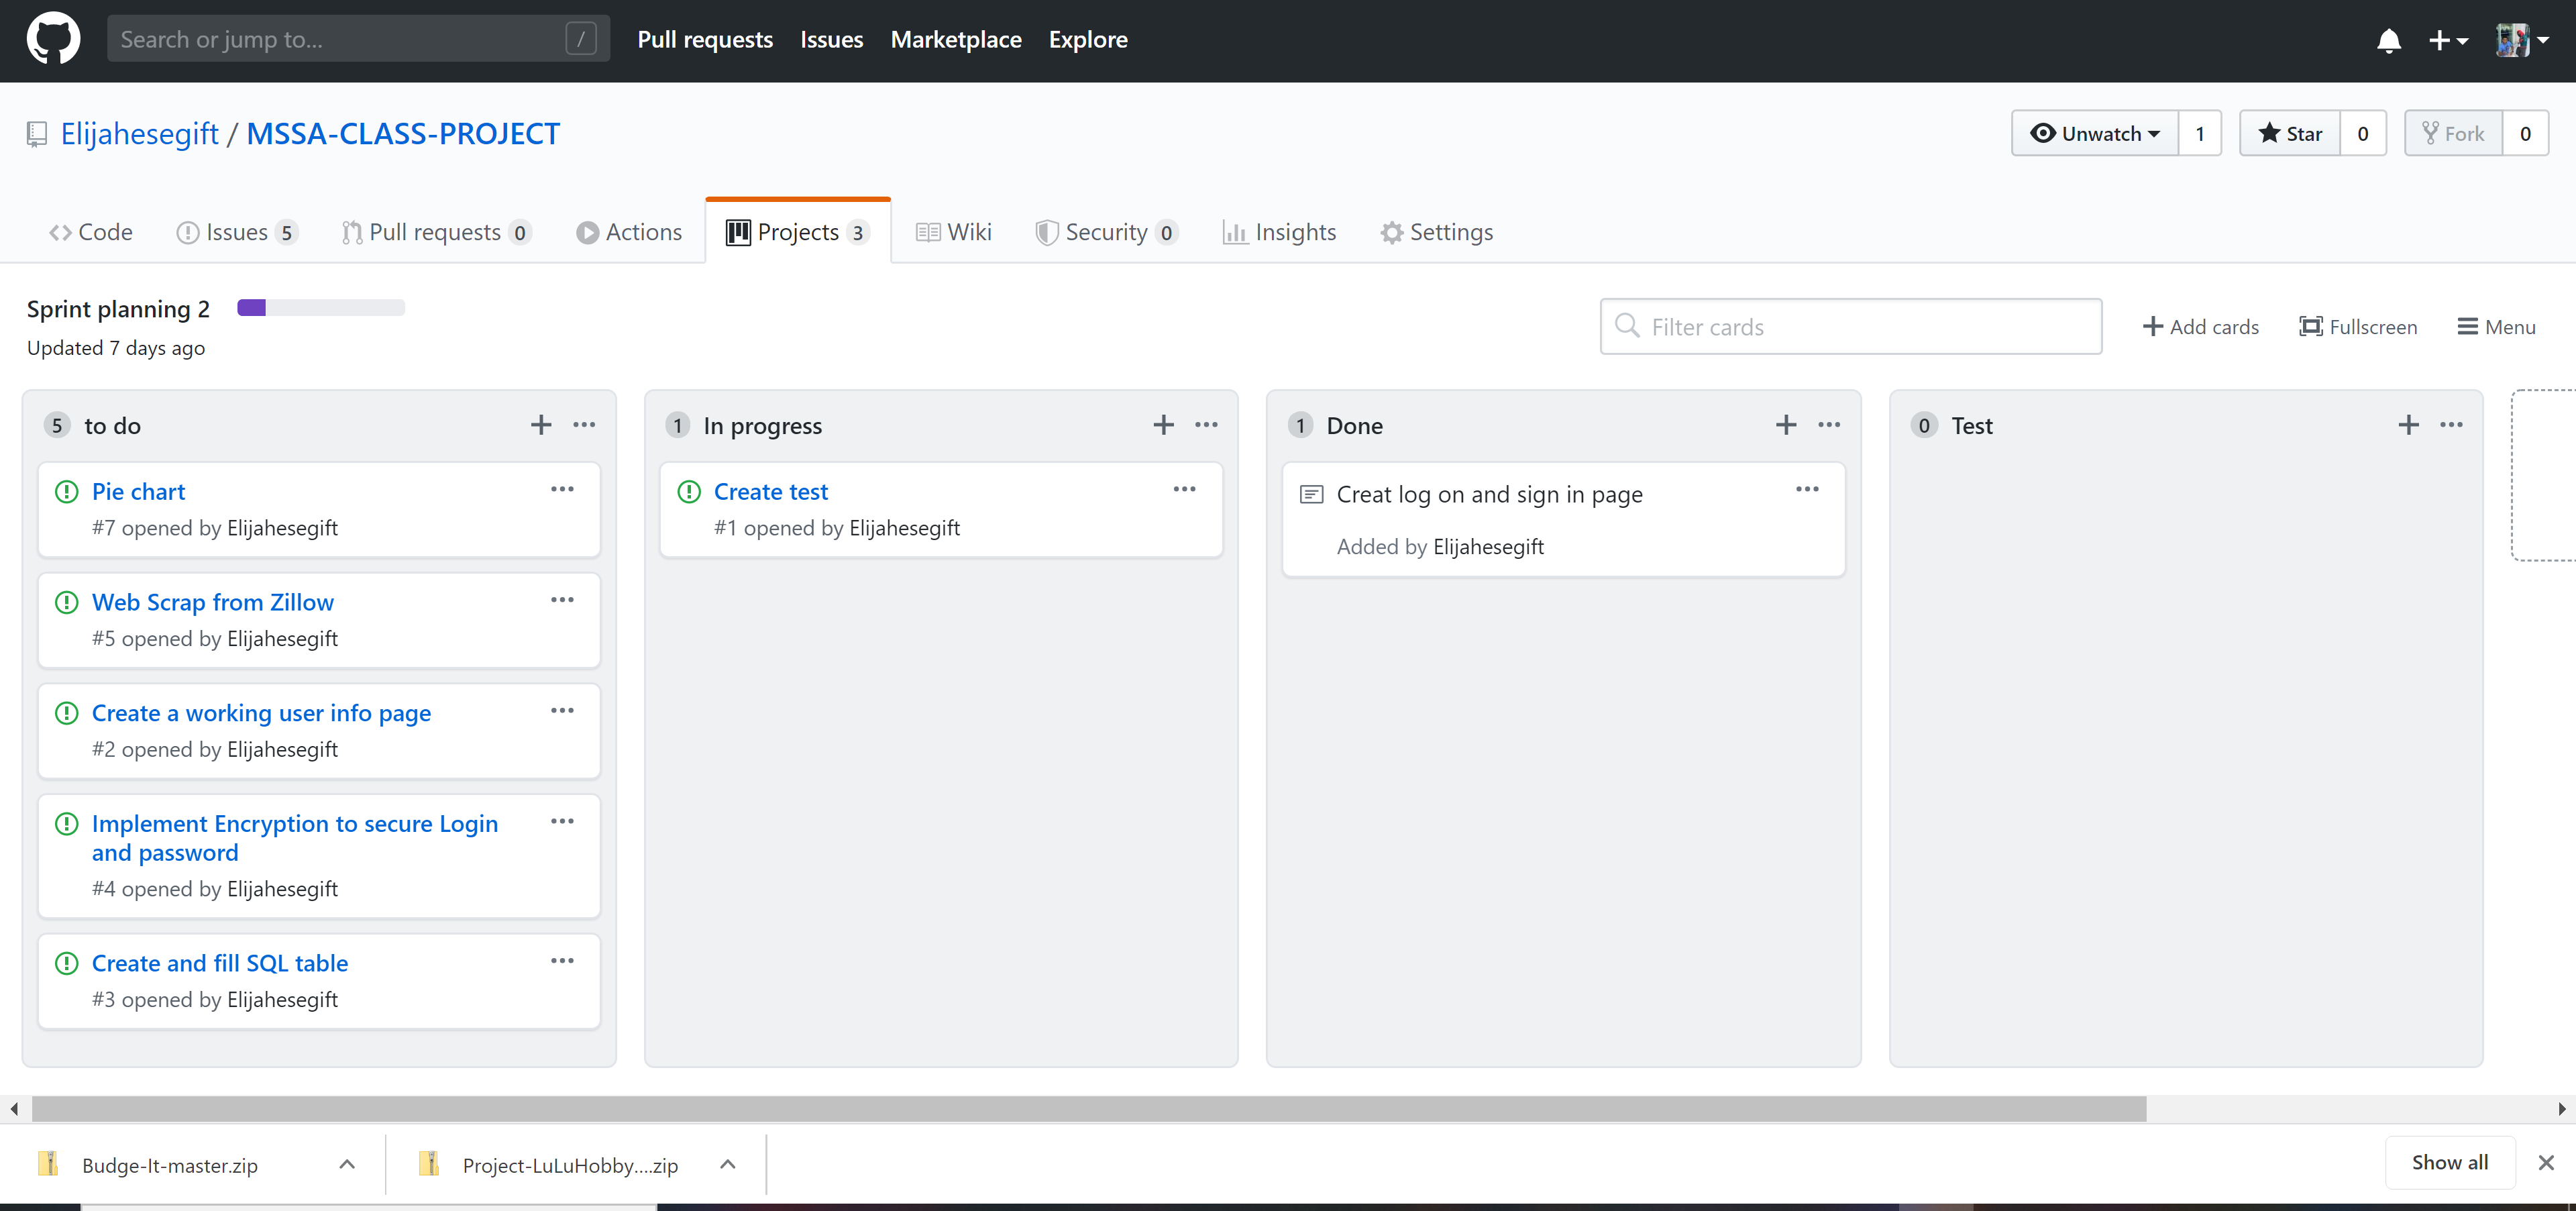 Search or jump to... /
Pull requests Issues Marketplace Explore
Elijahesegift / MSSA-CLASS-PROJECT
Unwatch 1 Star 0 Fork 0
Code Issues 5 Pull requests 0 Actions Projects 3 Wiki Security 0 Insights Settings
Sprint planning 2
Updated 7 days ago
Filter cards
Add cards Fullscreen Menu
5 to do
Pie chart
#7 opened by Elijahesegift
Web Scrap from Zillow
#5 opened by Elijahesegift
Create a working user info page
#2 opened by Elijahesegift
Implement Encryption to secure Login
and password
#4 opened by Elijahesegift
Create and fill SQL table
#3 opened by Elijahesegift
1 In progress
Create test
#1 opened by Elijahesegift
1 Done
Creat log on and sign in page
Added by Elijahesegift
0 Test
Budge-It-master.zip
Project-LuLuHobby....zip
Show all